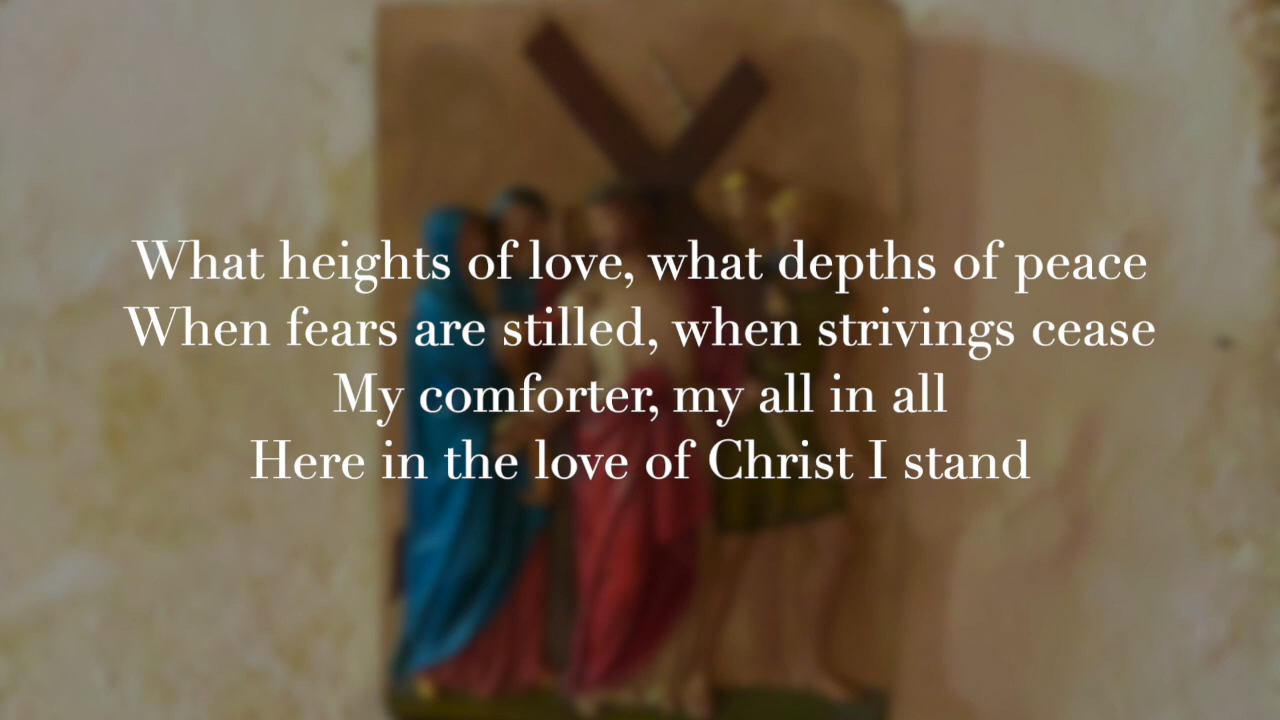 What heights of love, what depths of peace
When fears are stilled, when strivings cease
My comforter, my all in all
Here in the love of Christ I stand